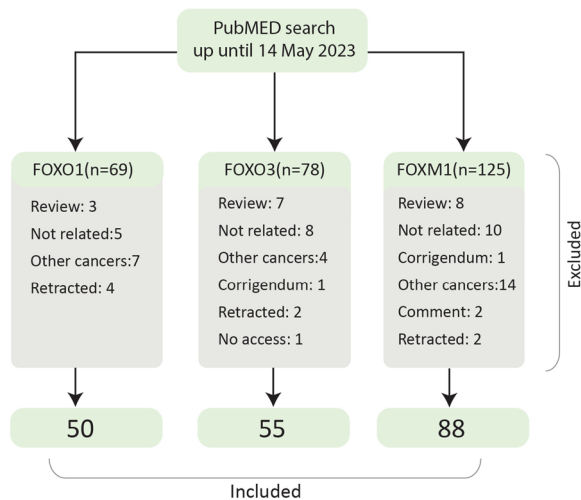 PubMED search
up until 14 May 2023
FOXO1(n=69)
Review: 3
Not related:5
Other cancers:7
Retracted: 4
FOXO3(n=78)
Review: 7
Not related: 8
Other cancers:4
Corrigendum: 1
Retracted: 2
No access: 1
FOXM1(n=125)
Review: 8
Not related: 10
Corrigendum: 1
Other cancers:14
Comment: 2
Retracted: 2
Excluded
50
55
88
Included